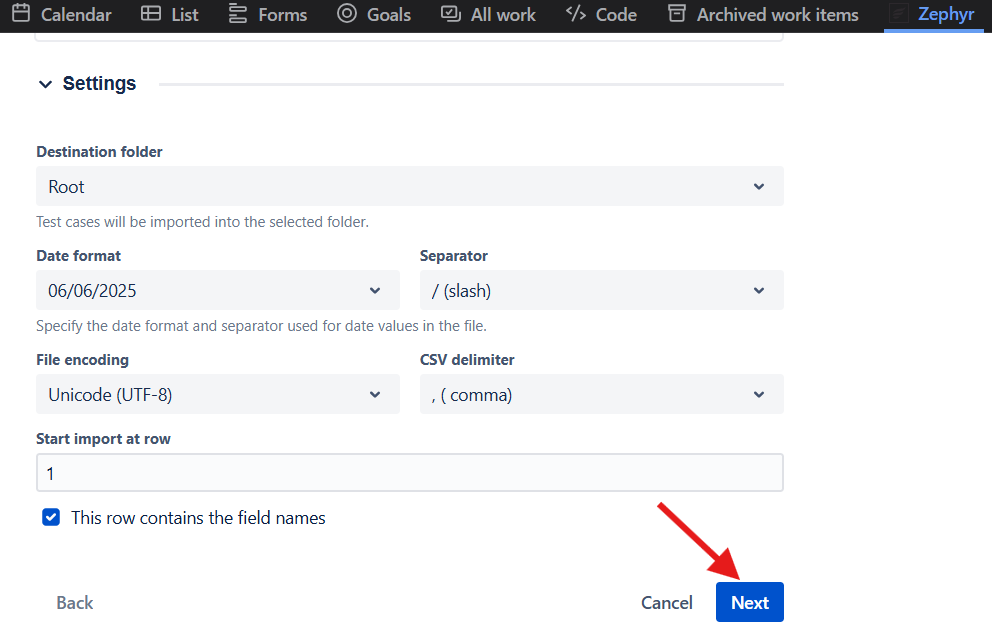 Calendar List Forms Goals All work Code Archived work items Zephyr
Settings
Destination folder
Root
Test cases will be imported into the selected folder.
Date format Separator
06/06/2025 / (slash)
Specify the date format and separator used for date values in the file.
File encoding CSV delimiter
Unicode (UTF-8) , ( comma)
Start import at row
1
This row contains the field names
Back Cancel Next